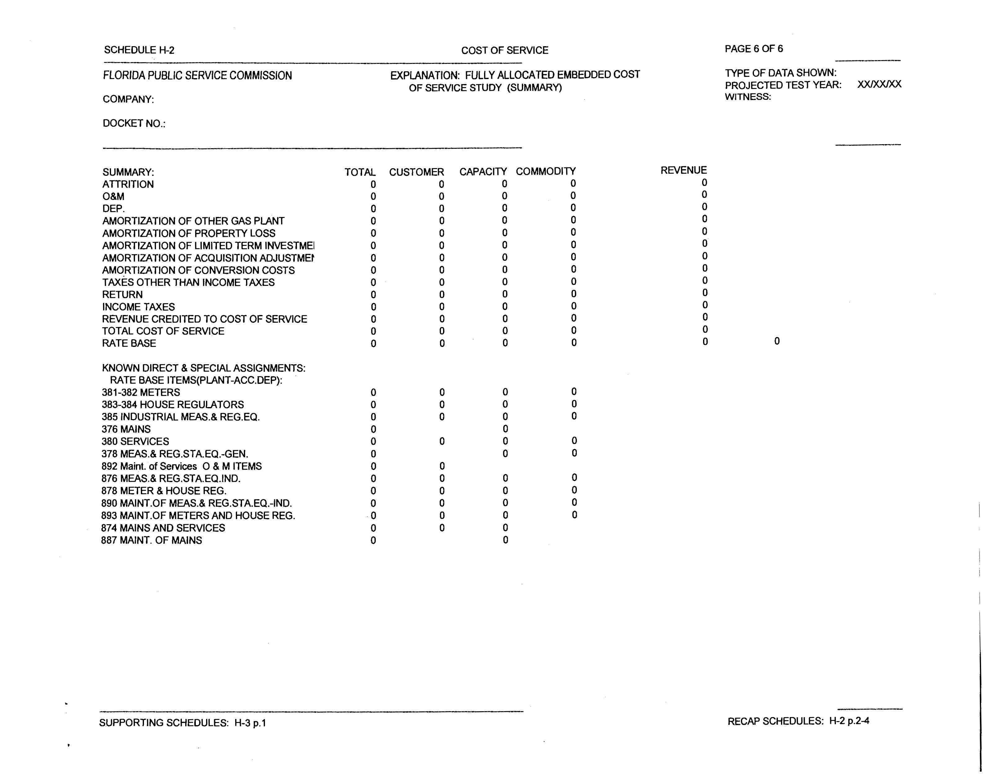 SCHEDULE H-2 COST OF SERVICE PAGE 6 OF 6
FLORIDA PUBLIC SERVICE COMMISSION EXPLANATION: FULLY ALLOCATED EMBEDDED COST TYPE OF DATA SHOWN:
OF SERVICE STUDY (SUMMARY) PROJECTED TEST YEAR: XX/XX/XX
COMPANY: WITNESS:
DOCKET NO.:
SUMMARY: TOTAL CUSTOMER CAPACITY COMMODITY REVENUE
ATTRITION 0 0 0 0 0
O&M 0 0 0 0 0
DEP. 0 0 0 0 0
AMORTIZATION OF OTHER GAS PLANT 0 0 0 0 0
AMORTIZATION OF PROPERTY LOSS 0 0 0 0 0
AMORTIZATION OF LIMITED TERM INVESTME 0 0 0 0 0
AMORTIZATION OF ACQUISITION ADJUSTME 0 0 0 0 0
AMORTIZATION OF CONVERSION COSTS 0 0 0 0 0
TAXES OTHER THAN INCOME TAXES 0 0 0 0 0
RETURN 0 0 0 0 0
INCOME TAXES 0 0 0 0 0
REVENUE CREDITED TO COST OF SERVICE 0 0 0 0 0
TOTAL COST OF SERVICE 0 0 0 0 0
RATE BASE 0 0 0 0 0 0
KNOWN DIRECT & SPECIAL ASSIGNMENTS:
RATE BASE ITEMS(PLANT-ACC.DEP):
381-382 METERS 0 0 0 0
383-384 HOUSE REGULATORS 0 0 0 0
385 INDUSTRIAL MEAS.& REG.EQ. 0 0 0 0
376 MAINS 0 0
380 SERVICES 0 0 0 0
378 MEAS.& REG.STA.EQ.-GEN. 0 0 0
892 Maint. of Services O & M ITEMS 0 0
876 MEAS.& REG.STA.EQ.IND. 0 0 0 0
878 METER & HOUSE REG. 0 0 0 0
890 MAINT.OF MEAS.& REG.STA.EQ.-IND. 0 0 0 0
893 MAINT.OF METERS AND HOUSE REG. 0 0 0 0
874 MAINS AND SERVICES 0 0 0
887 MAINT. OF MAINS 0 0
SUPPORTING SCHEDULES: H-3 p.1 RECAP SCHEDULES: H-2 p.2-4